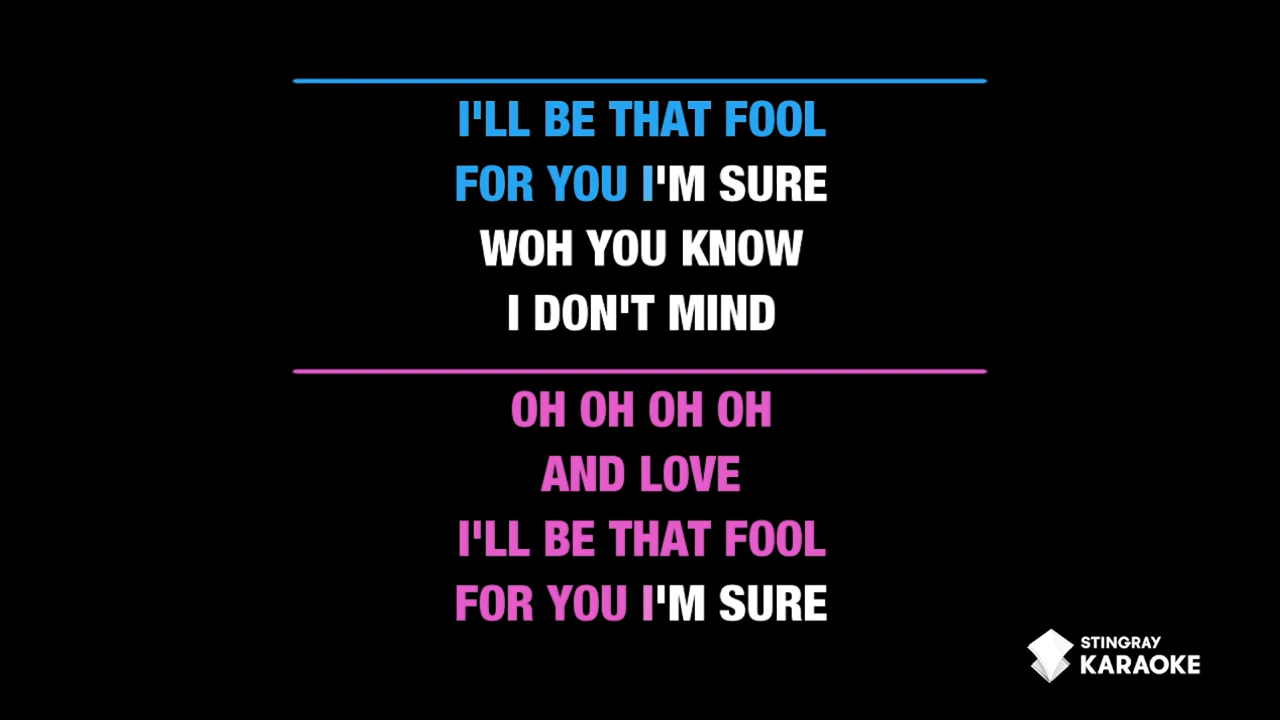 I'LL BE THAT FOOL
FOR YOU I'M SURE
WOH YOU KNOW
I DON'T MIND
OH OH OH OH
AND LOVE
I'LL BE THAT FOOL
FOR YOU I'M SURE
STINGRAY
KARAOKE